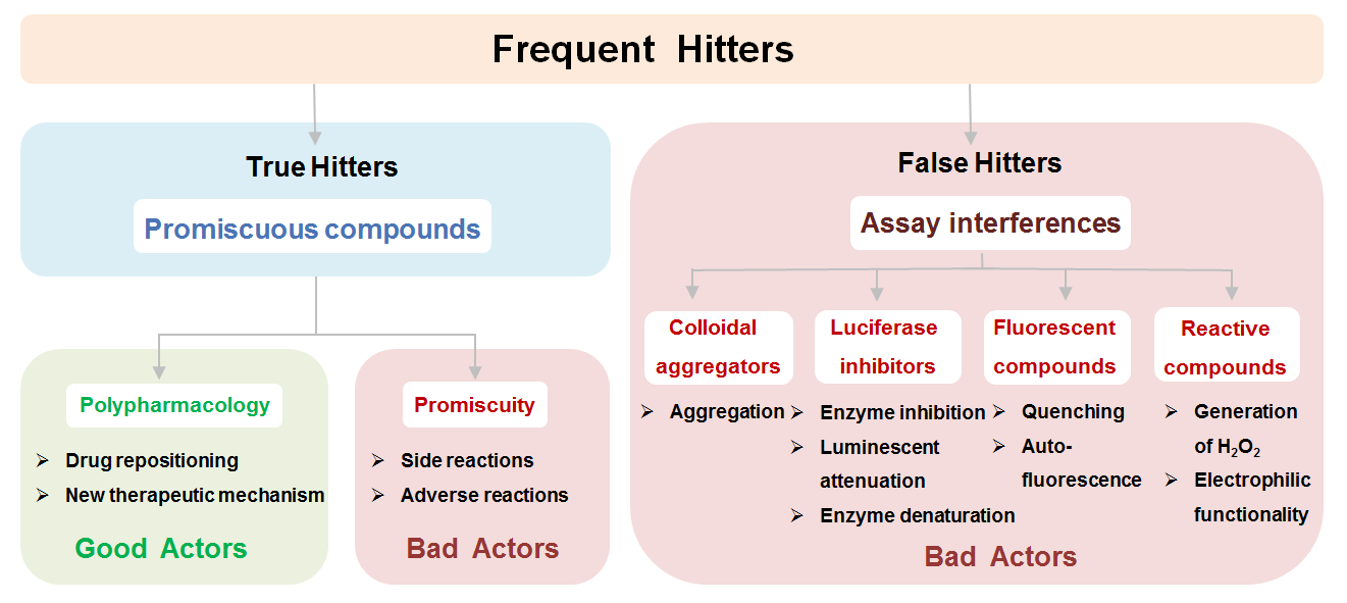 Frequent Hitters
True Hitters
Promiscuous compounds
Polypharmacology
➢ Drug repositioning
➢ New therapeutic mechanism
Good Actors
Promiscuity
➢ Side reactions
➢ Adverse reactions
Bad Actors
False Hitters
Assay interferences
Colloidal
aggregators
➢ Aggregation
Luciferase
inhibitors
➢ Enzyme inhibition
➢ Luminescent
attenuation
➢ Enzyme denaturation
Fluorescent
compounds
➢ Quenching
➢ Auto-
fluorescence
Reactive
compounds
➢ Generation
of H₂O₂
➢ Electrophilic
functionality
Bad Actors